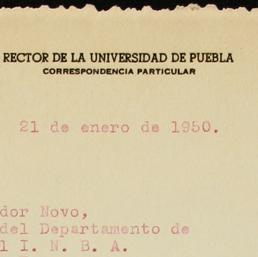 RECTOR DE LA UNIVERSIDAD DE PUEBLA
CORRESPONDENCIA PARTICULAR
21 de enero de 1950.
dor Novo,
del Departamento de
l I. N. B. A.